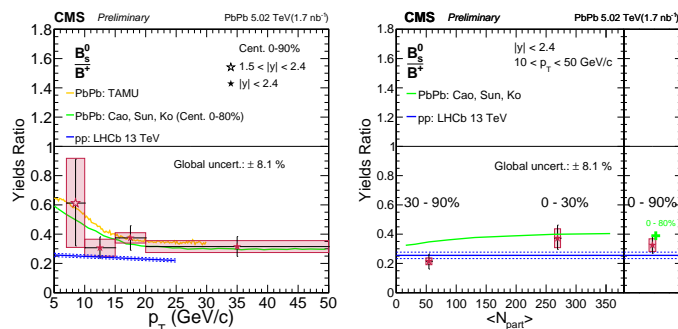 CMS Preliminary PbPb 5.02 TeV(1.7 nb⁻¹)
Yields Ratio
1.8
1.6
1.4
1.2
1
0.8
0.6
0.4
0.2
0
B⁰ₛ
B⁺
Cent. 0-90%
1.5 < |y| < 2.4
|y| < 2.4
PbPb: TAMU
PbPb: Cao, Sun, Ko (Cent. 0-80%)
pp: LHCb 13 TeV
Global uncert.: ± 8.1 %
5 10 15 20 25 30 35 40 45 50
p_T (GeV/c)
CMS Preliminary PbPb 5.02 TeV(1.7 nb⁻¹)
Yields Ratio
1.8
1.6
1.4
1.2
1
0.8
0.6
0.4
0.2
0
B⁰ₛ
B⁺
|y| < 2.4
10 < p_T < 50 GeV/c
PbPb: Cao, Sun, Ko
pp: LHCb 13 TeV
Global uncert.: ± 8.1 %
30 - 90% 0 - 30% 0 - 90%
0 - 80%
0 50 100 150 200 250 300 350
<N_part>